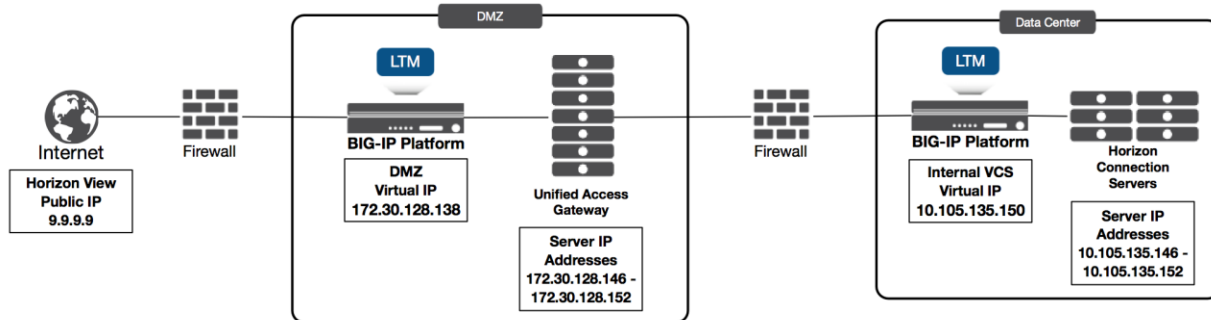 DMZ
Data Center
LTM
LTM
Internet
Firewall
BIG-IP Platform
Firewall
BIG-IP Platform
Horizon
Connection
Servers
Horizon View
Public IP
9.9.9.9
DMZ
Virtual IP
172.30.128.138
Unified Access
Gateway
Internal VCS
Virtual IP
10.105.135.150
Server IP
Addresses
172.30.128.146 -
172.30.128.152
Server IP
Addresses
10.105.135.146 -
10.105.135.152